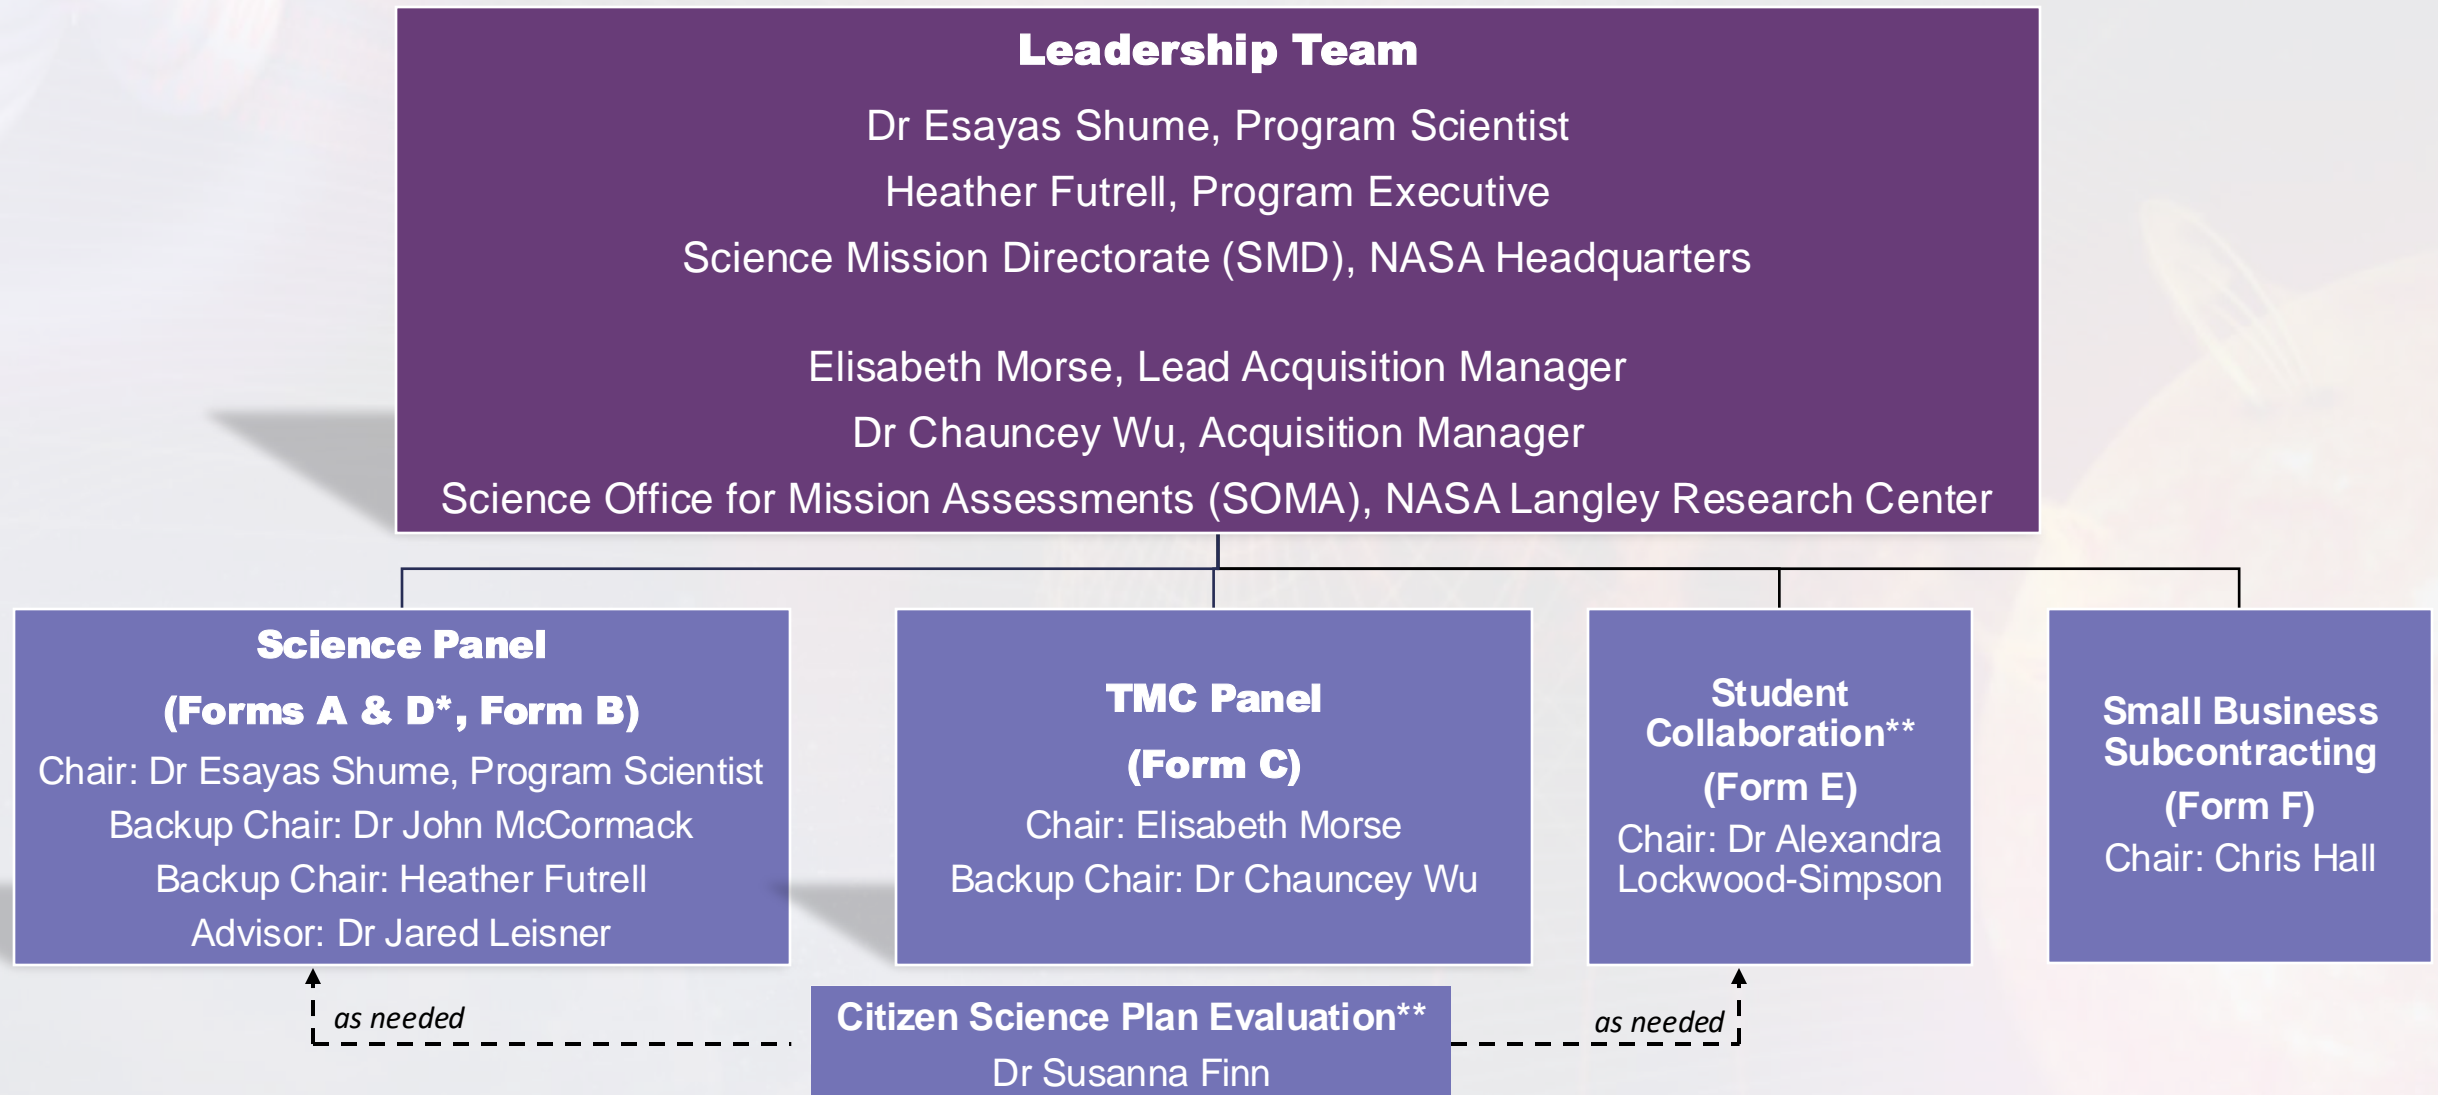 Leadership Team
Dr Esayas Shume, Program Scientist
Heather Futrell, Program Executive
Science Mission Directorate (SMD), NASA Headquarters
Elisabeth Morse, Lead Acquisition Manager
Dr Chauncey Wu, Acquisition Manager
Science Office for Mission Assessments (SOMA), NASA Langley Research Center
Science Panel
(Forms A & D*, Form B)
Chair: Dr Esayas Shume, Program Scientist
Backup Chair: Dr John McCormack
Backup Chair: Heather Futrell
Advisor: Dr Jared Leisner
TMC Panel
(Form C)
Chair: Elisabeth Morse
Backup Chair: Dr Chauncey Wu
Student
Collaboration**
(Form E)
Chair: Dr Alexandra
Lockwood-Simpson
Small Business
Subcontracting
(Form F)
Chair: Chris Hall
as needed
Citizen Science Plan Evaluation**
Dr Susanna Finn
as needed